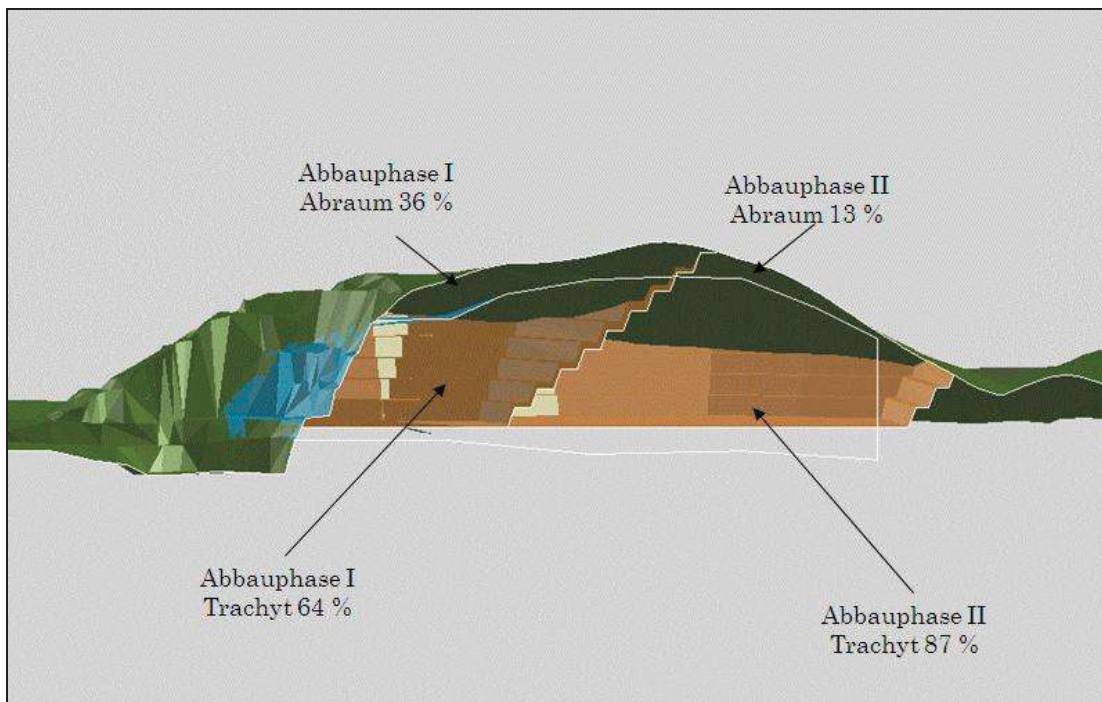 Abbauphase I
Abraum 36 %
Abbauphase II
Abraum 13 %
Abbauphase I
Trachyt 64 %
Abbauphase II
Trachyt 87 %